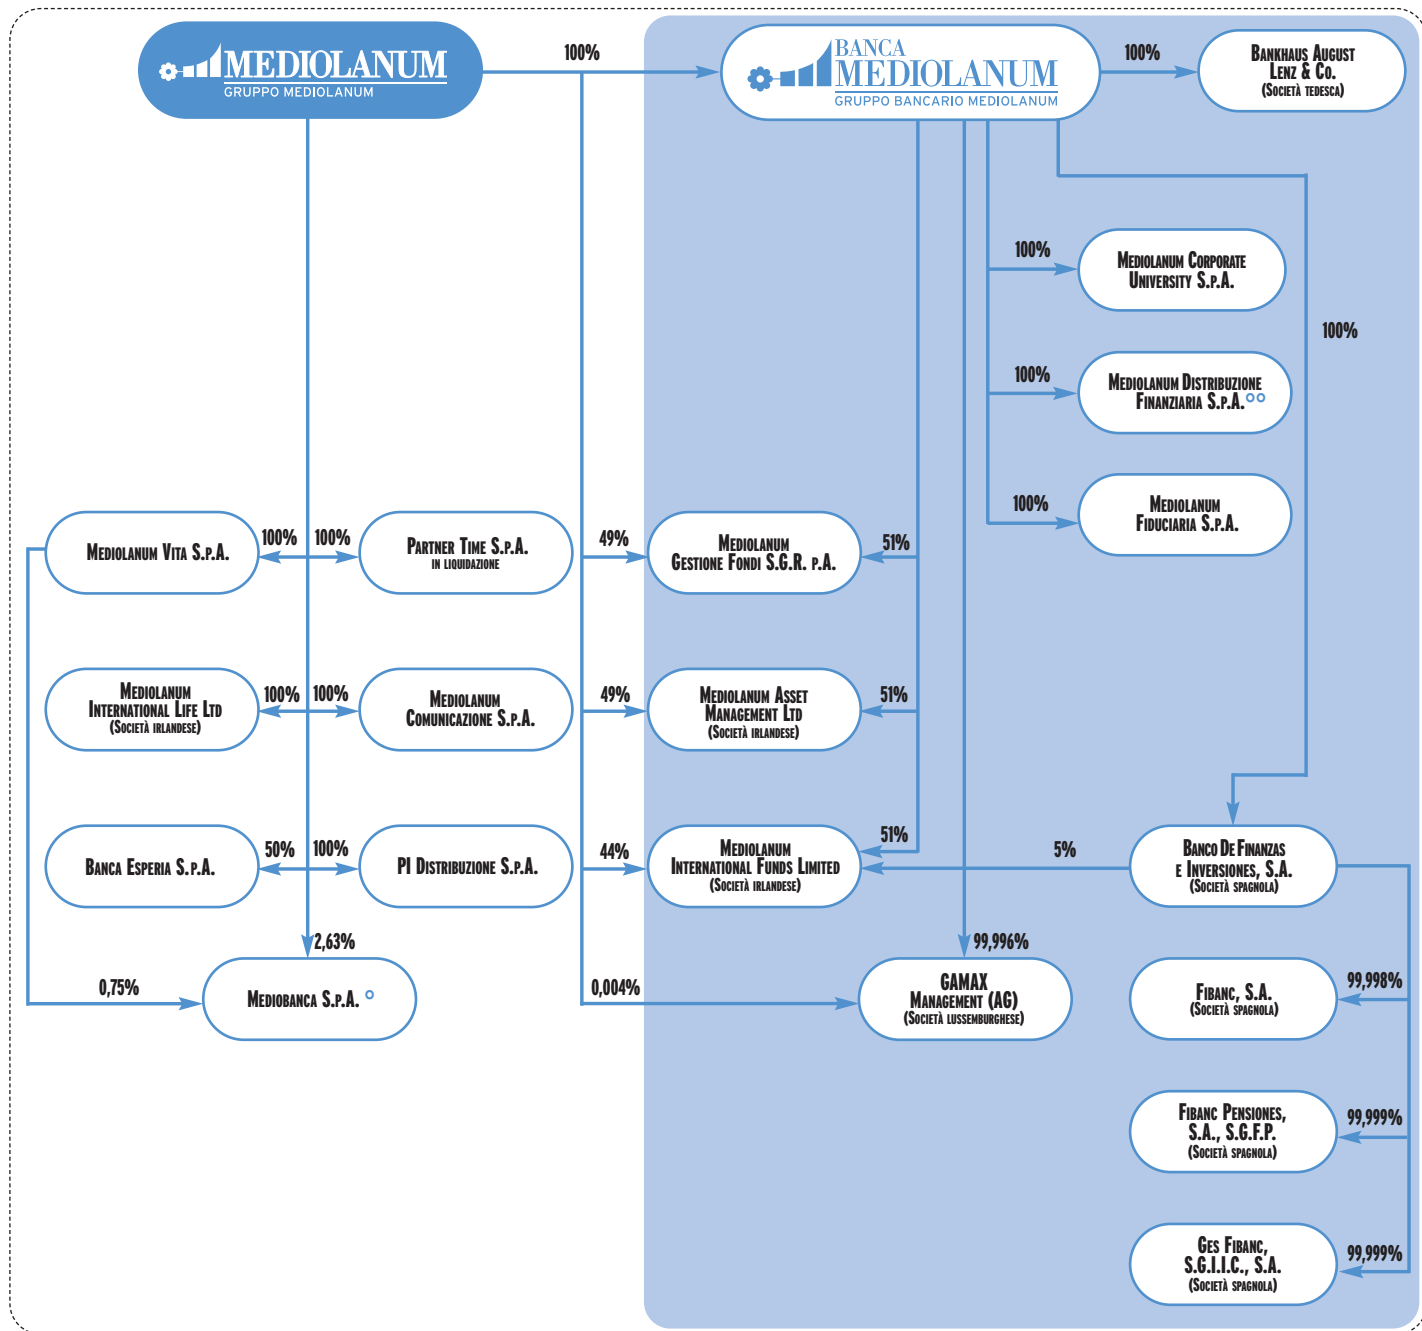 MEDIOLANUM
GRUPPO MEDIOLANUM
100%
BANCA
MEDIOLANUM
GRUPPO BANCARIO MEDIOLANUM
100%
BANKHAUS AUGUST
LENZ & CO.
(SOCIETÀ TEDESCA)
100%
MEDIOLANUM CORPORATE
UNIVERSITY S.P.A.
100%
100%
MEDIOLANUM DISTRIBUZIONE
FINANZIARIA S.P.A.°°
100%
MEDIOLANUM
FIDUCIARIA S.P.A.
MEDIOLANUM VITA S.P.A.
100%
100%
PARTNER TIME S.P.A.
IN LIQUIDAZIONE
49%
MEDIOLANUM
GESTIONE FONDI S.G.R. P.A.
51%
MEDIOLANUM
INTERNATIONAL LIFE LTD
(SOCIETÀ IRLANDESE)
100%
100%
MEDIOLANUM
COMUNICAZIONE S.P.A.
49%
MEDIOLANUM ASSET
MANAGEMENT LTD
(SOCIETÀ IRLANDESE)
51%
BANCA ESPERIA S.P.A.
50%
100%
PI DISTRIBUZIONE S.P.A.
44%
MEDIOLANUM
INTERNATIONAL FUNDS LIMITED
(SOCIETÀ IRLANDESE)
51%
5%
BANCO DE FINANZAS
E INVERSIONES, S.A.
(SOCIETÀ SPAGNOLA)
2,63%
0,75%
MEDIOBANCA S.P.A. °
0,004%
99,996%
GAMAX
MANAGEMENT (AG)
(SOCIETÀ LUSSEMBURGHESE)
FIBANC, S.A.
(SOCIETÀ SPAGNOLA)
99,998%
FIBANC PENSIONES,
S.A., S.G.F.P.
(SOCIETÀ SPAGNOLA)
99,999%
GES FIBANC,
S.G.I.I.C., S.A.
(SOCIETÀ SPAGNOLA)
99,999%